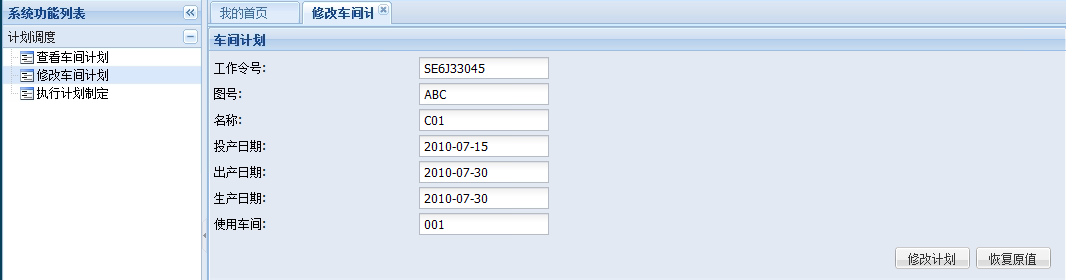 系统功能列表
计划调度
查看车间计划
修改车间计划
执行计划制定
我的首页
修改车间计
车间计划
工作令号: SE6J33045
图号: ABC
名称: C01
投产日期: 2010-07-15
出产日期: 2010-07-30
生产日期: 2010-07-30
使用车间: 001
修改计划 恢复原值